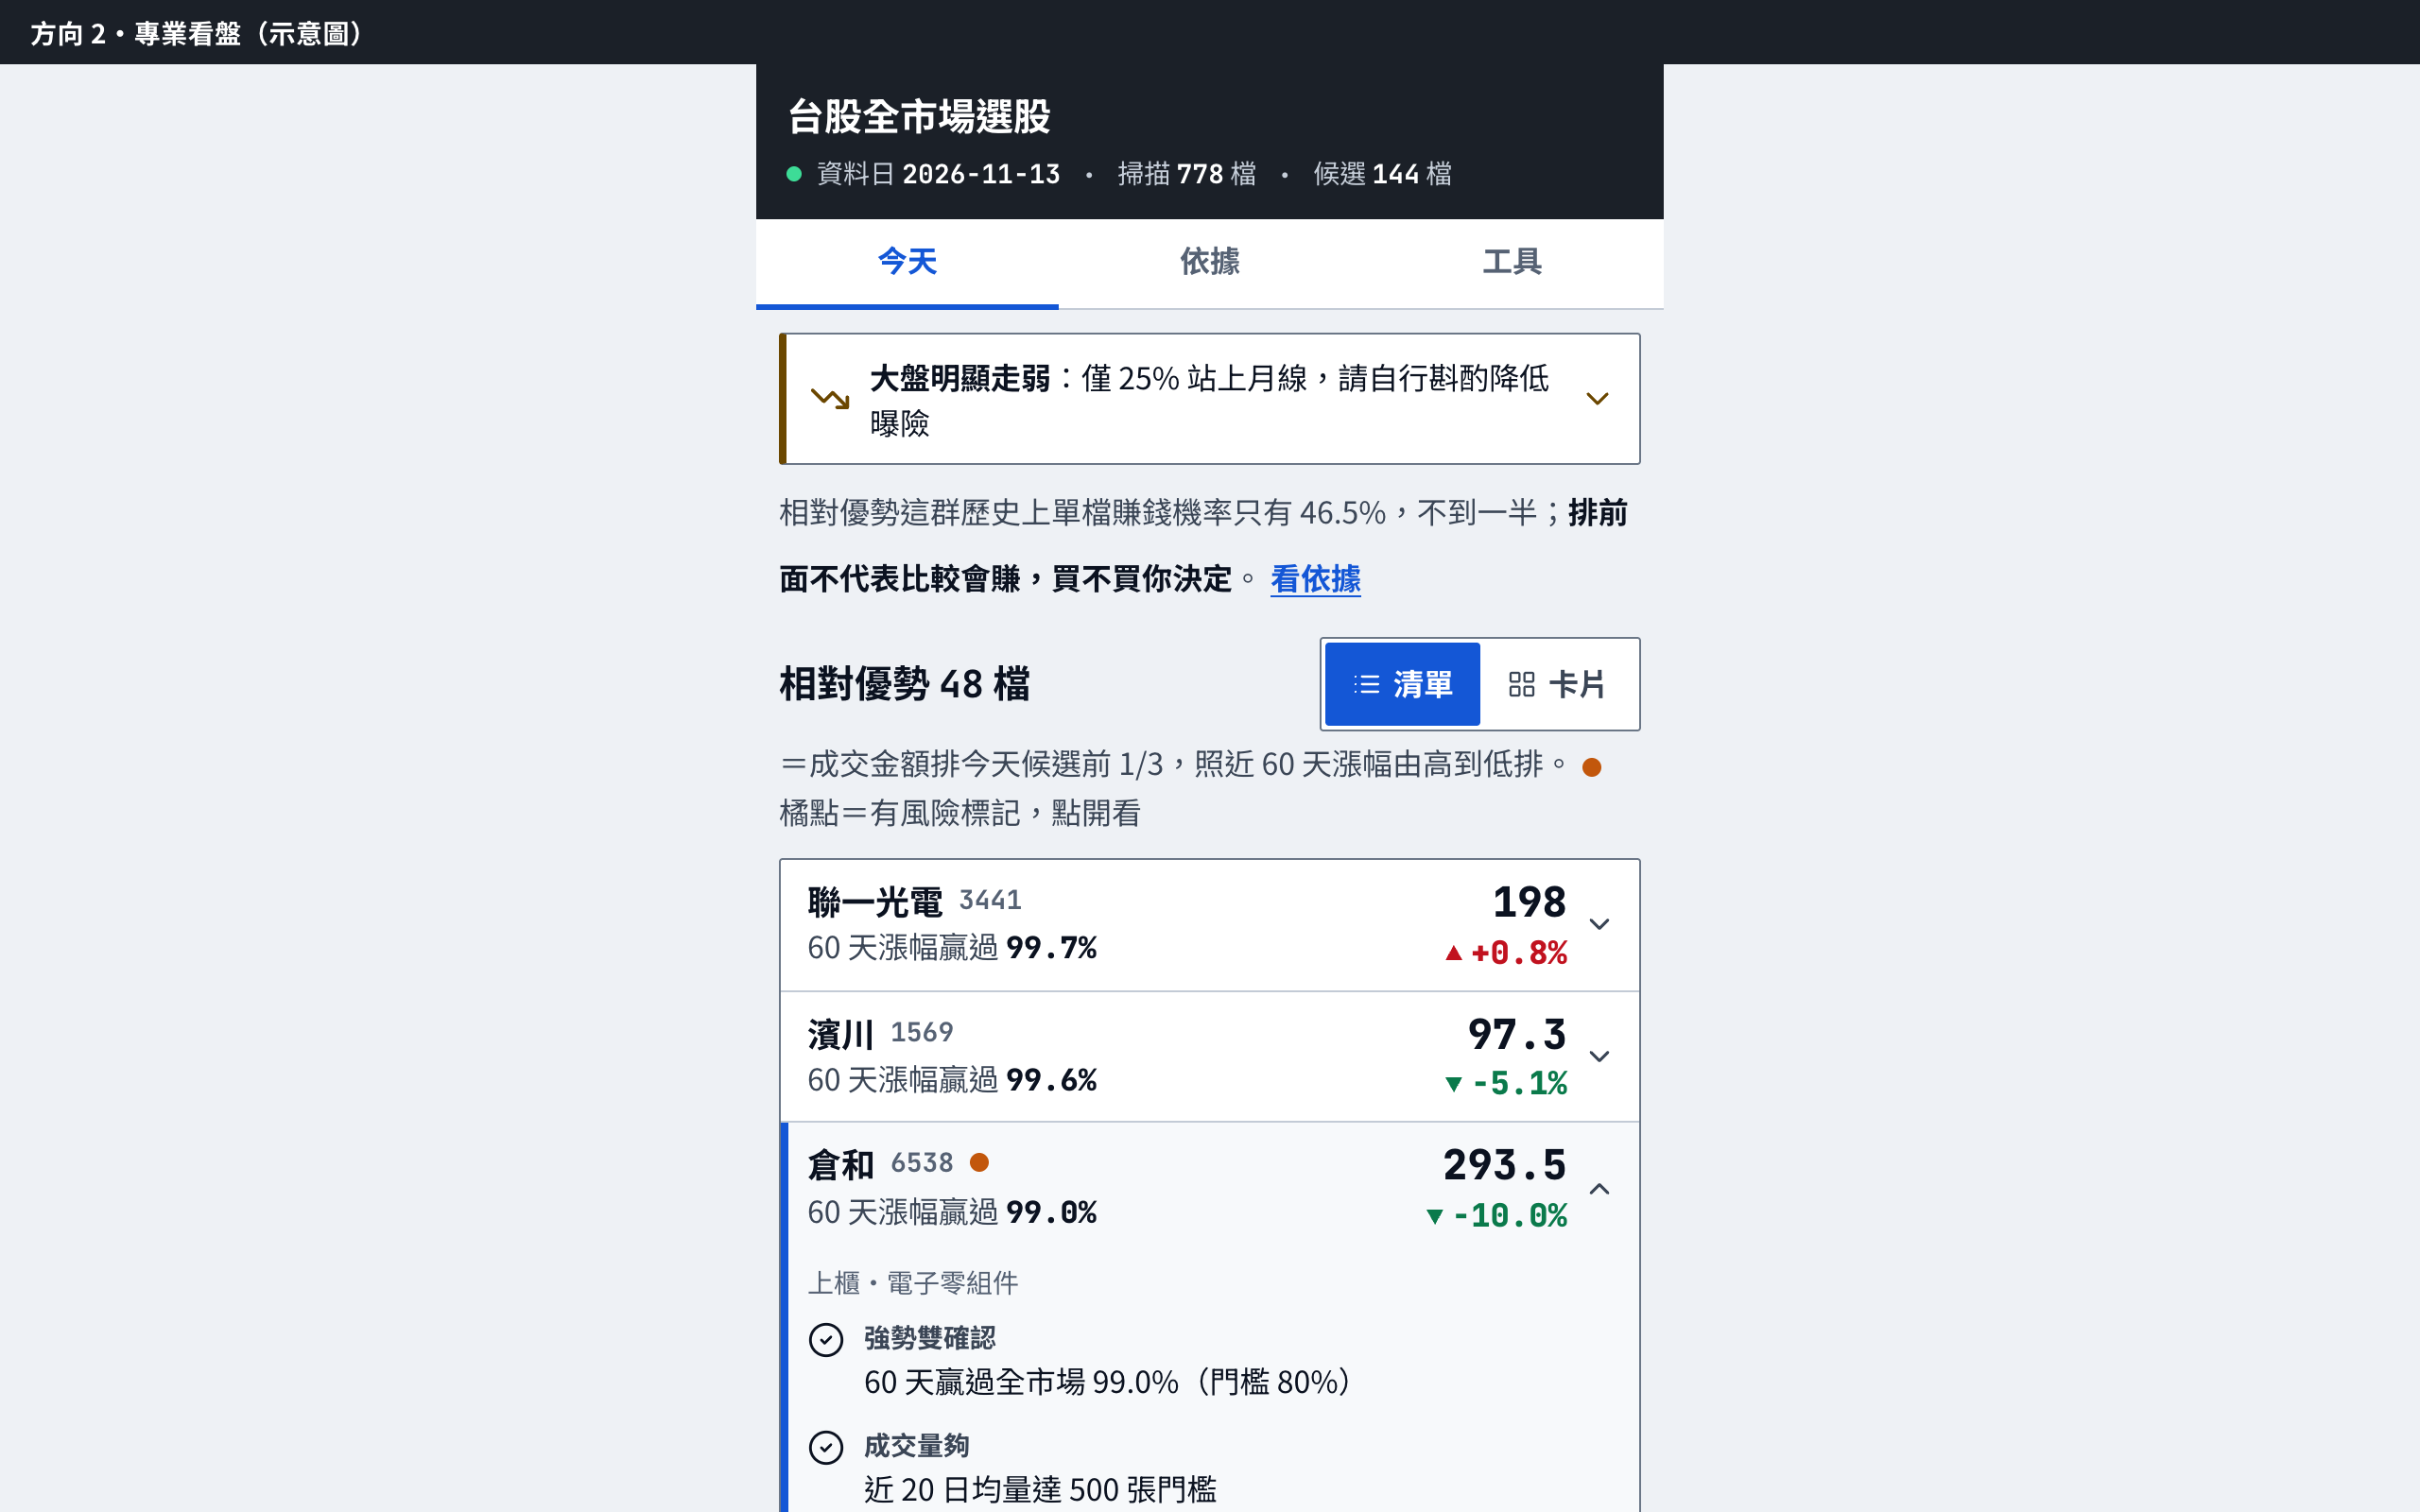 方向 2・專業看盤（示意圖）
台股全市場選股
資料日 2026-11-13 ・ 掃描 778 檔 ・ 候選 144 檔
今天 依據 工具
大盤明顯走弱：僅 25% 站上月線，請自行斟酌降低
曝險
相對優勢這群歷史上單檔賺錢機率只有 46.5%，不到一半；排前
面不代表比較會賺，買不買你決定。 看依據
相對優勢 48 檔 清單 卡片
＝成交金額排今天候選前 1/3，照近 60 天漲幅由高到低排。
橘點＝有風險標記，點開看
聯一光電 3441 198
60 天漲幅贏過 99.7% ▲ +0.8%
濱川 1569 97.3
60 天漲幅贏過 99.6% ▼ -5.1%
倉和 6538 293.5
60 天漲幅贏過 99.0% ▼ -10.0%
上櫃・電子零組件
強勢雙確認
60 天贏過全市場 99.0%（門檻 80%）
成交量夠
近 20 日均量達 500 張門檻